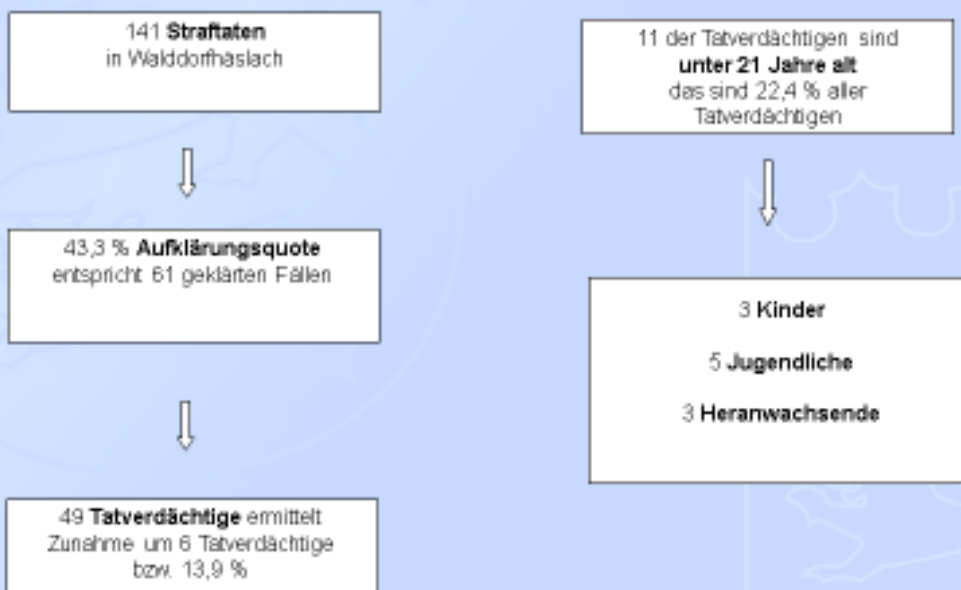 141 Straftaten
in Walddorfhäslach
43,3 % Aufklärungsquote
entspricht 61 geklärten Fällen
49 Tatverdächtige ermittelt
Zunahme um 6 Tatverdächtige
bzw. 13,9 %
11 der Tatverdächtigen sind
unter 21 Jahre alt
das sind 22,4 % aller
Tatverdächtigen
3 Kinder
5 Jugendliche
3 Heranwachsende